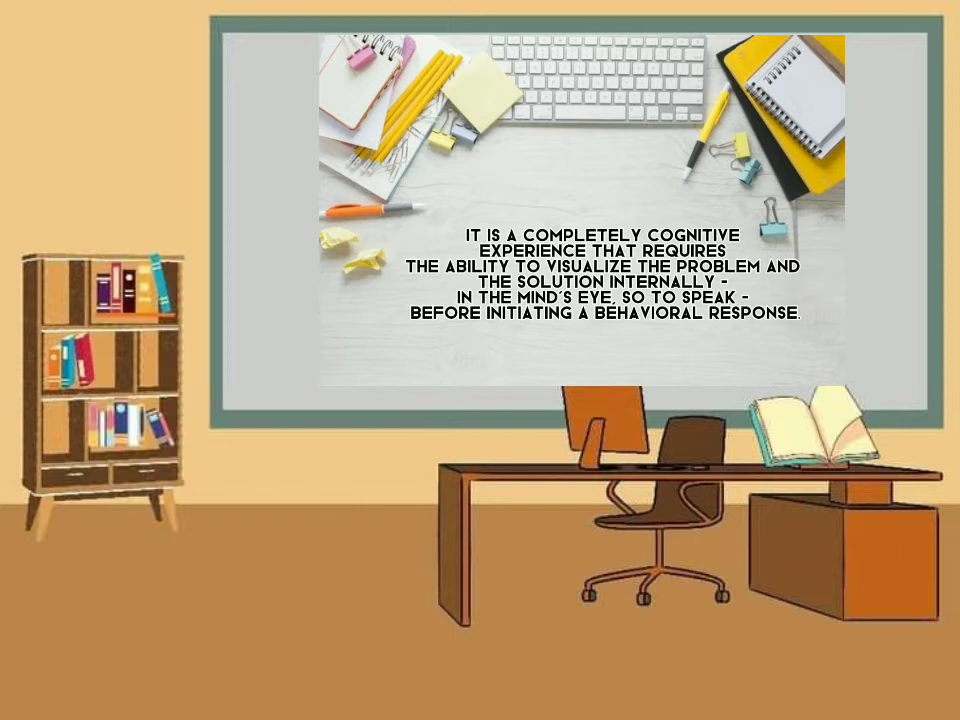 IT IS A COMPLETELY COGNITIVE
EXPERIENCE THAT REQUIRES
THE ABILITY TO VISUALIZE THE PROBLEM AND
THE SOLUTION INTERNALLY -
IN THE MIND'S EYE, SO TO SPEAK -
BEFORE INITIATING A BEHAVIORAL RESPONSE.